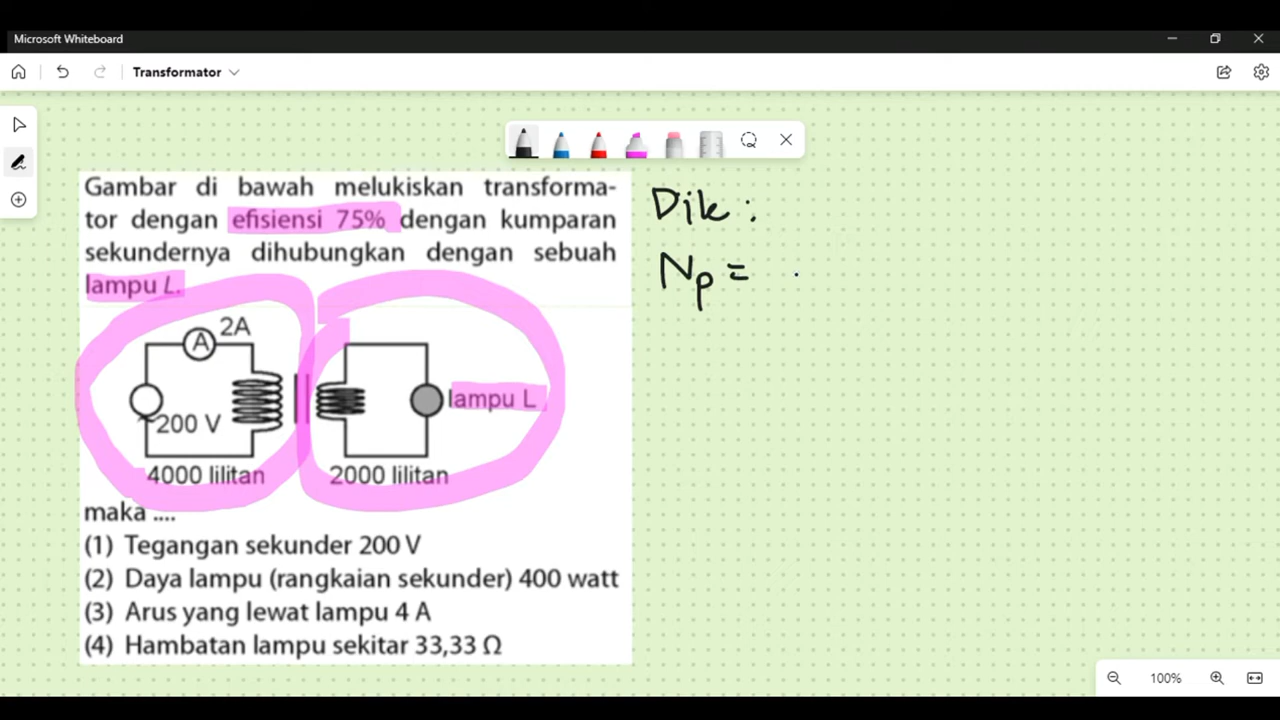 Microsoft Whiteboard
Transformator
Gambar di bawah melukiskan transforma-
tor dengan efisiensi 75% dengan kumparan
sekundernya dihubungkan dengan sebuah
lampu L.
A 2A
~200 V
4000 lilitan
lampu L
2000 lilitan
maka ....
(1) Tegangan sekunder 200 V
(2) Daya lampu (rangkaian sekunder) 400 watt
(3) Arus yang lewat lampu 4 A
(4) Hambatan lampu sekitar 33,33 Ω
Dik :
Np =
100%